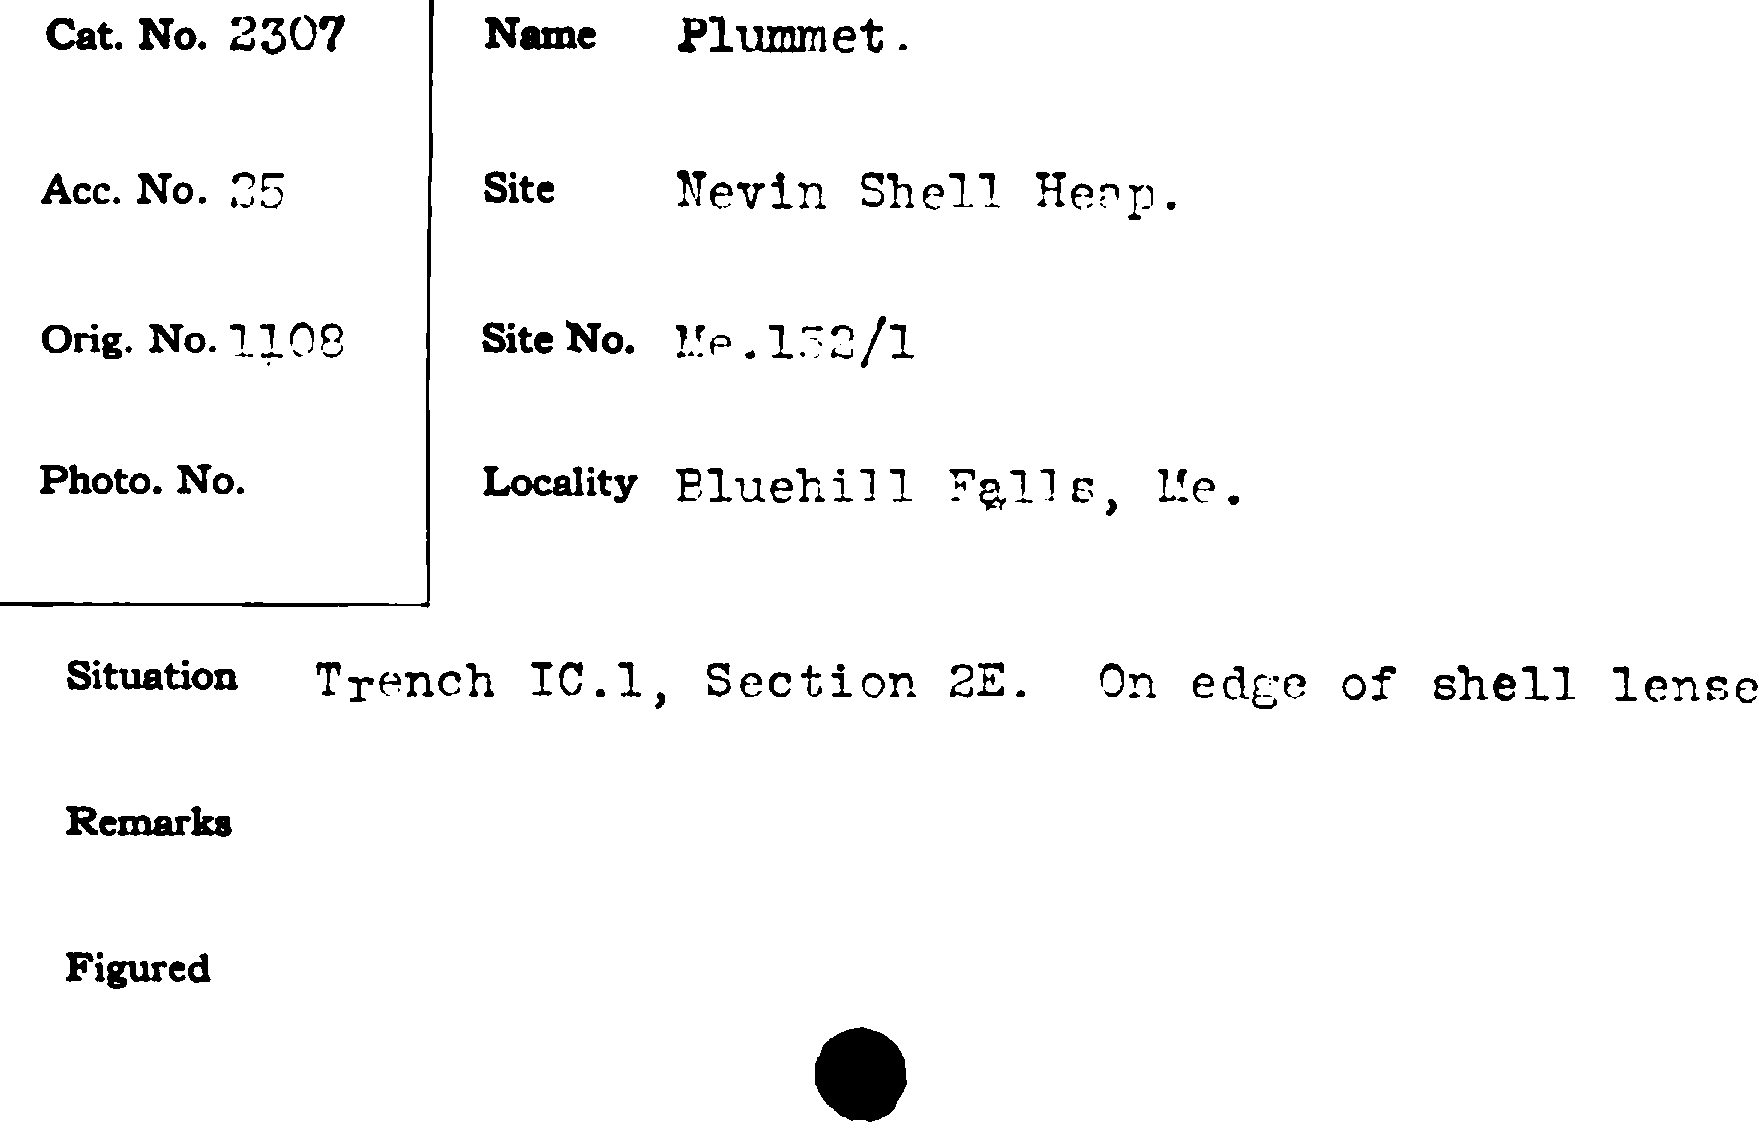 Cat. No. 2307
Name Plummet.
Acc. No. 35
Site Nevin Shell Heap.
Orig. No. 1108
Site No. Me.132/1
Photo. No.
Locality Bluehill Falls, Me.
Situation Trench IC.1, Section 2E. On edge of shell lense
Remarks
Figured